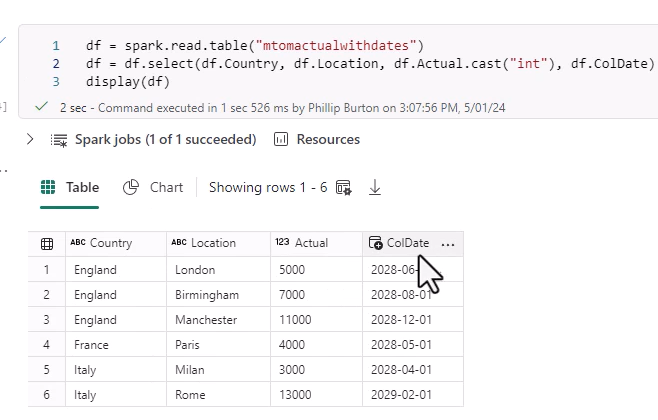 1 df = spark.read.table("mtomactualwithdates")
2 df = df.select(df.Country, df.Location, df.Actual.cast("int"), df.ColDate)
3 display(df)
2 sec - Command executed in 1 sec 526 ms by Phillip Burton on 3:07:56 PM, 5/01/24
Spark jobs (1 of 1 succeeded) Resources
Table Chart Showing rows 1 - 6
ABC Country ABC Location 123 Actual ColDate ...
1 England London 5000 2028-06-
2 England Birmingham 7000 2028-08-01
3 England Manchester 11000 2028-12-01
4 France Paris 4000 2028-05-01
5 Italy Milan 3000 2028-04-01
6 Italy Rome 13000 2029-02-01